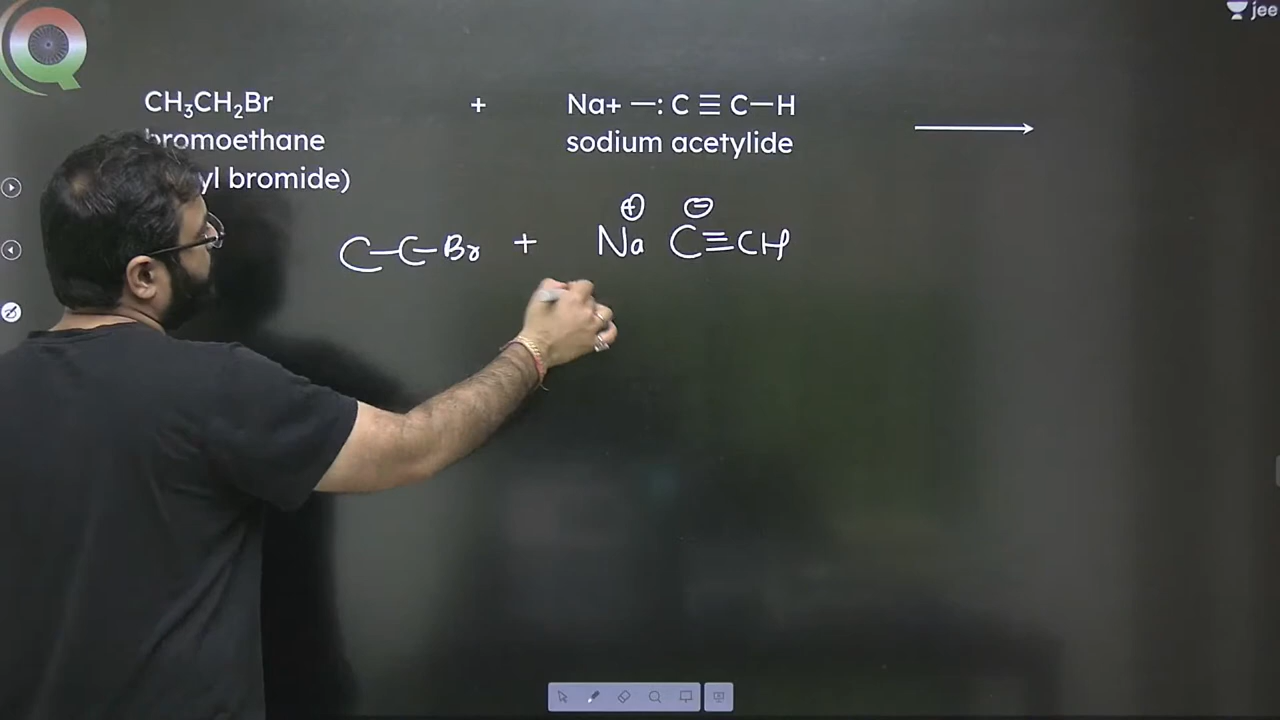 jee
CH₃CH₂Br + Na+ —: C ≡ C—H
bromoethane sodium acetylide
yl bromide)
⊕ ⊖
C—C—Br + Na C≡CH